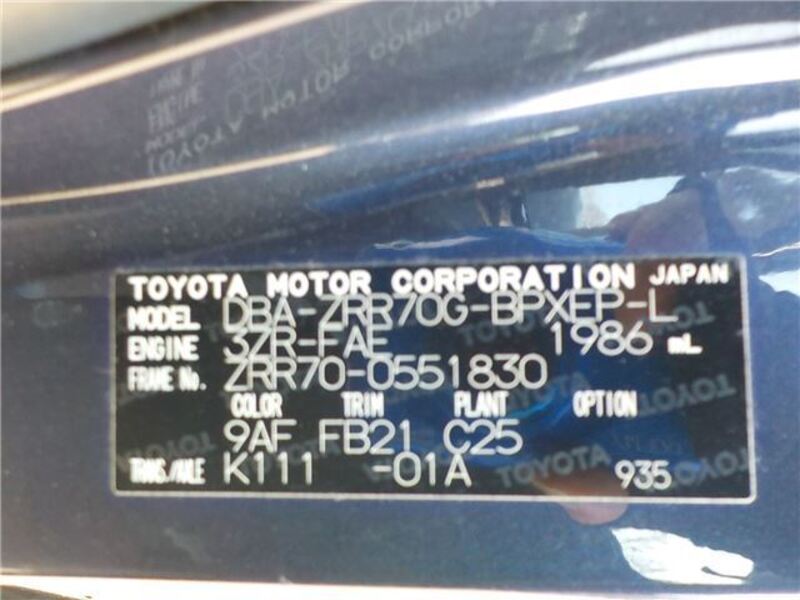 TOYOTA MOTOR CORPORATION JAPAN
MODEL DBA-ZRR70G-BPXEP-L
ENGINE 3ZR-FAE 1986 mL
FRAME No. ZRR70-0551830
COLOR TRIM PLANT OPTION
9AF FB21 C25
TRANS./AXLE K111 -01A 935